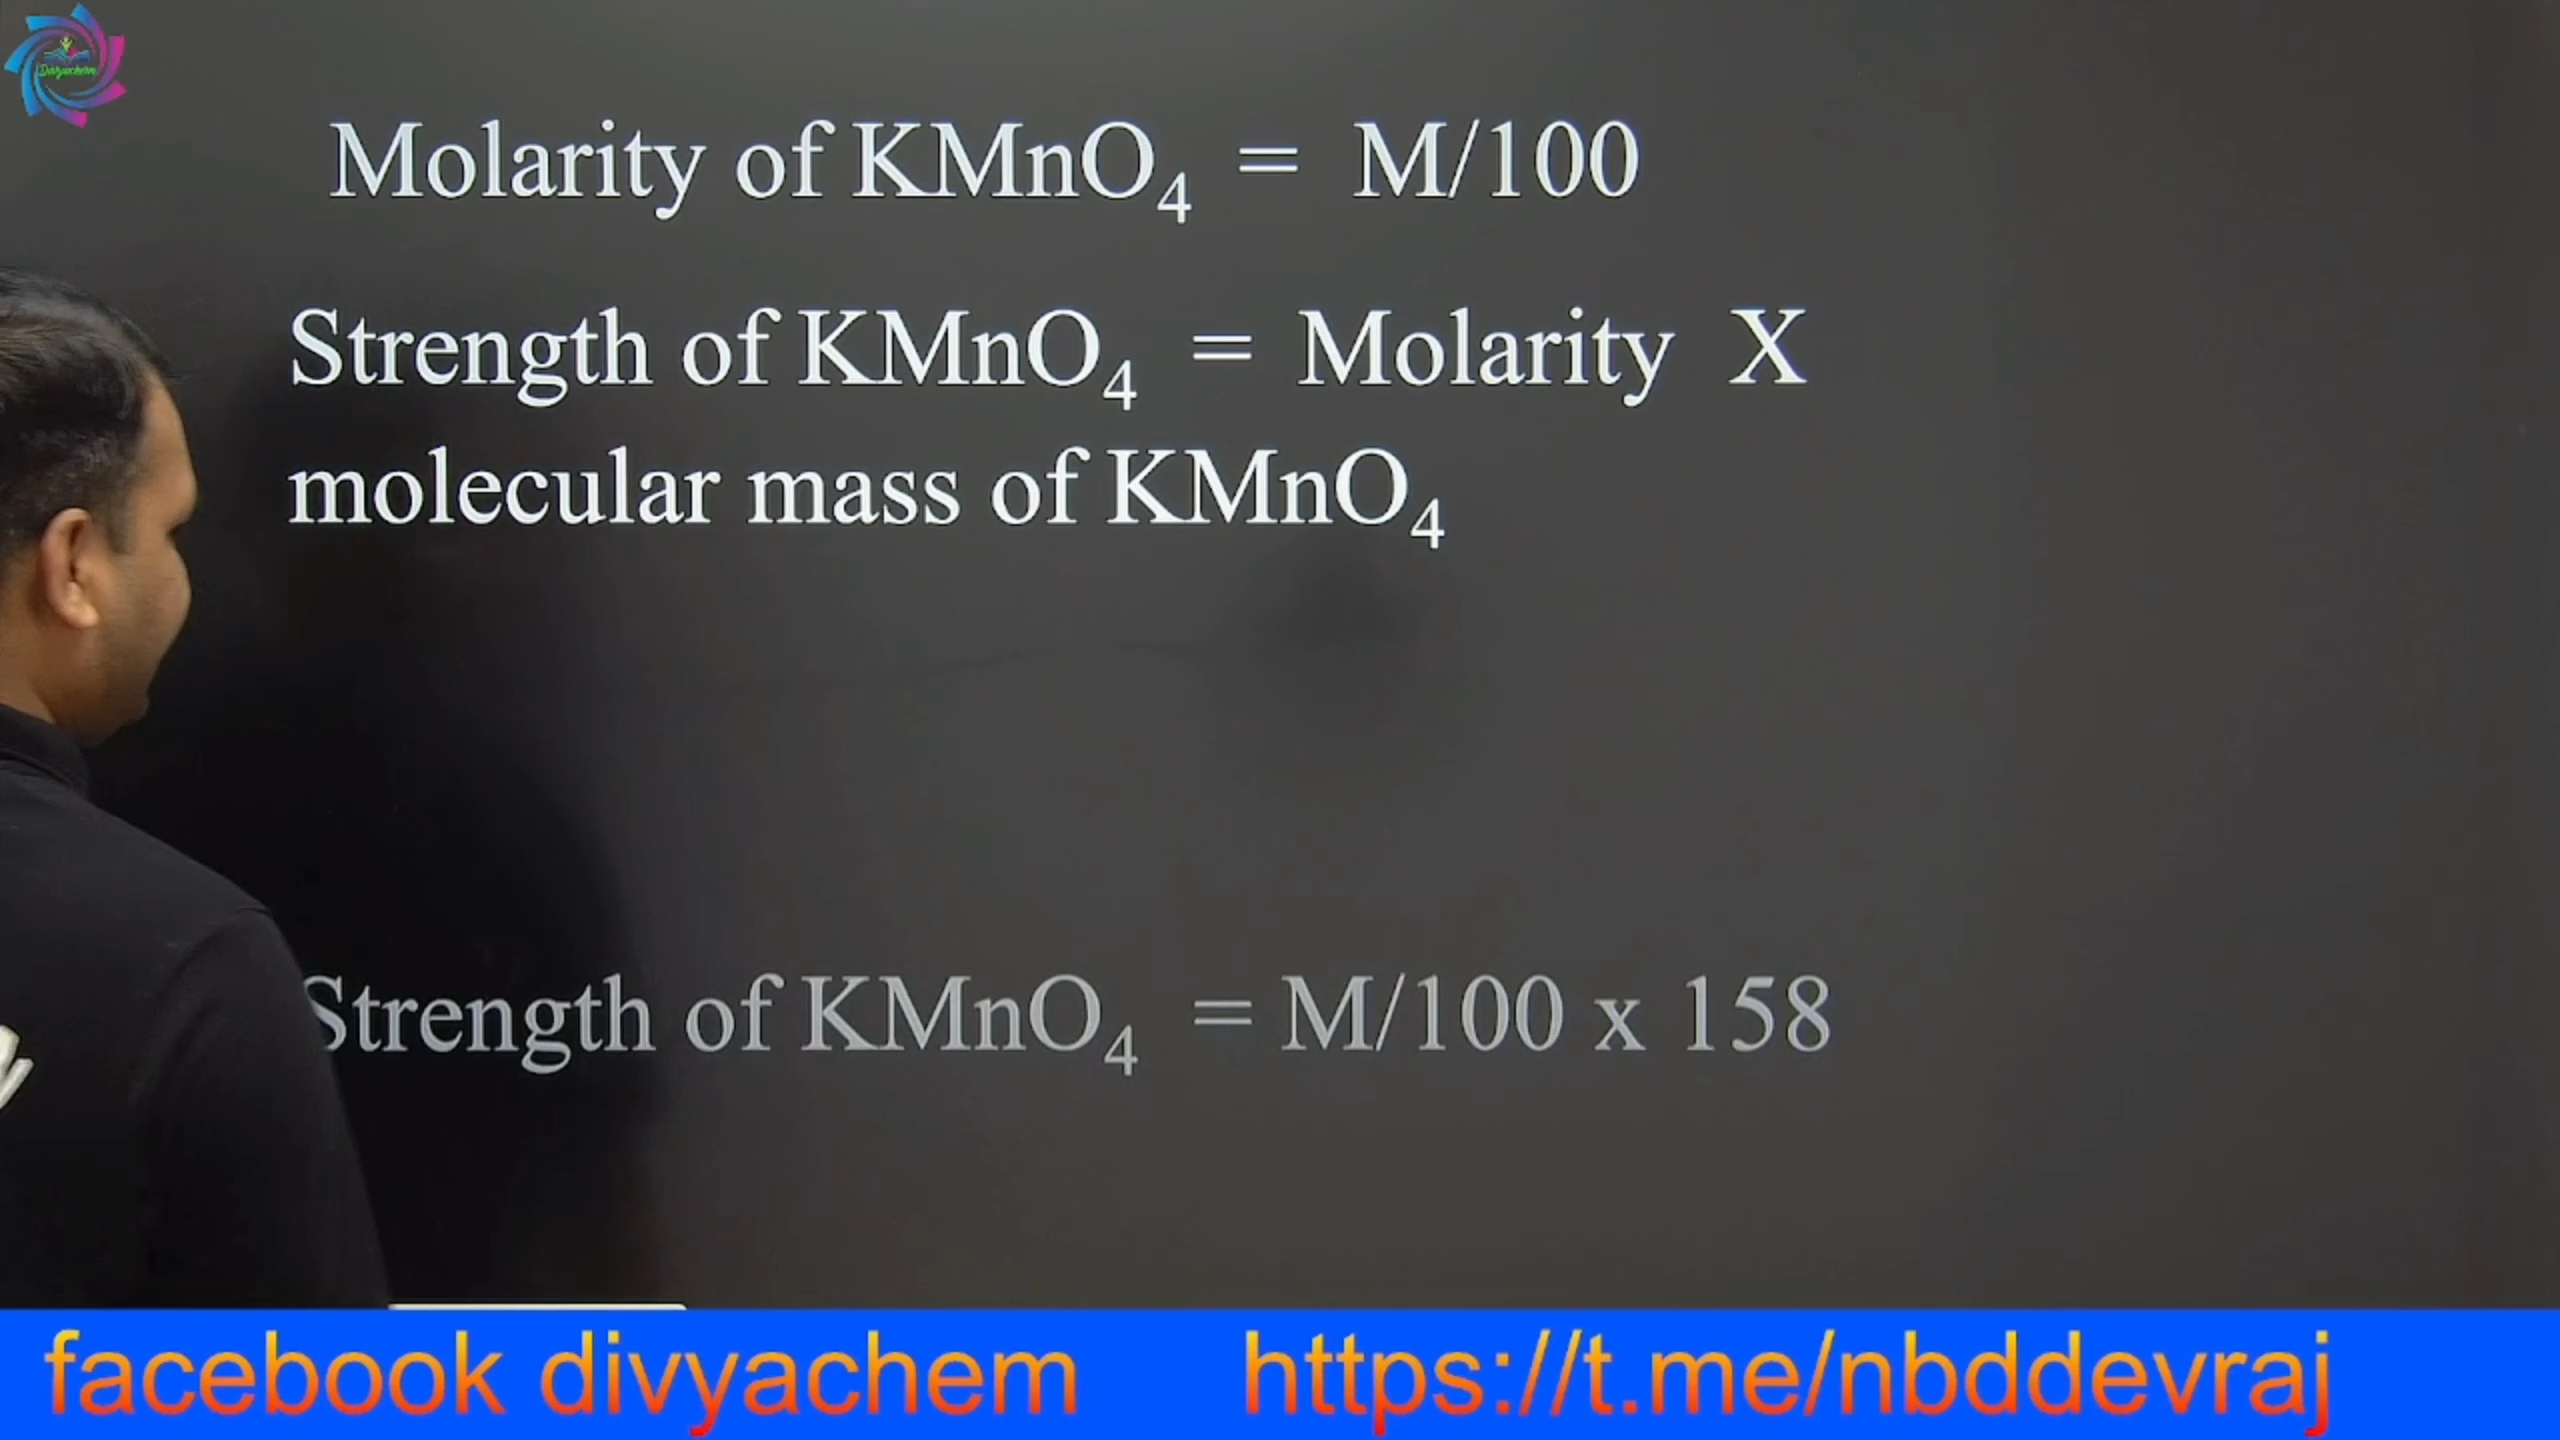 Divyachem
Molarity of KMnO₄ = M/100
Strength of KMnO₄ = Molarity X
molecular mass of KMnO₄
Strength of KMnO₄ = M/100 x 158
facebook divyachem https://t.me/nbddevraj